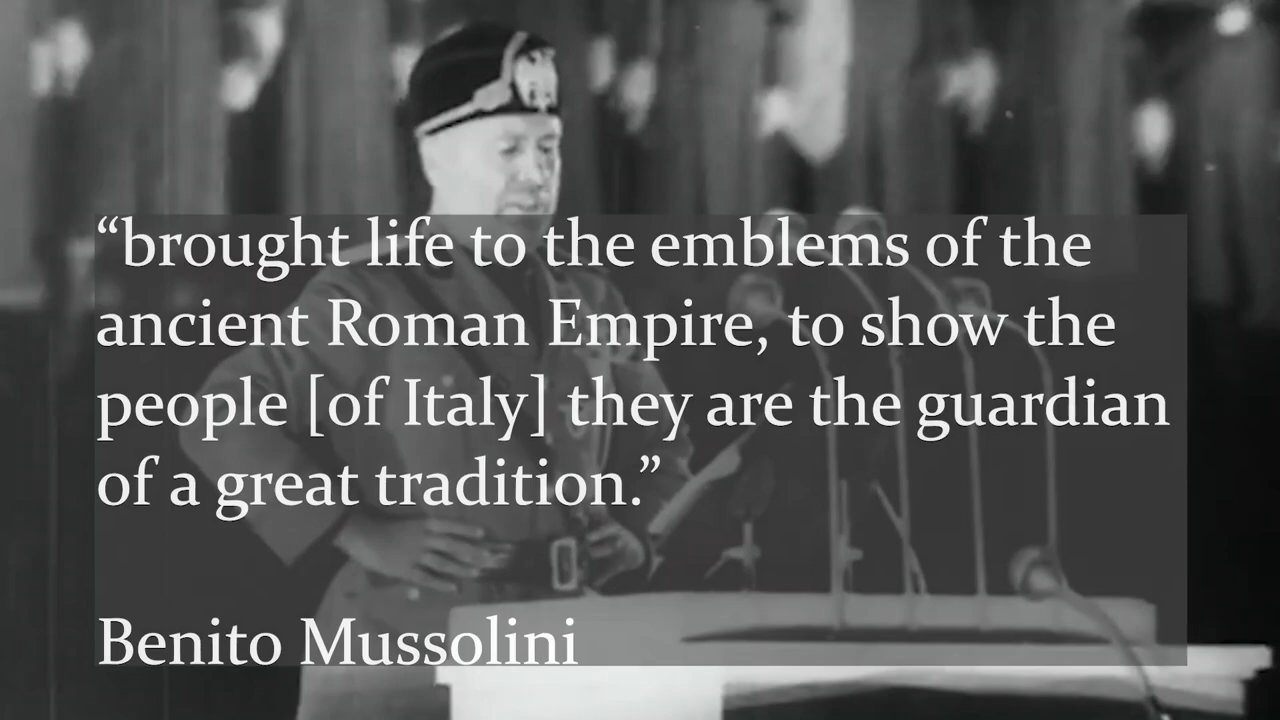 “brought life to the emblems of the
ancient Roman Empire, to show the
people [of Italy] they are the guardian
of a great tradition.”
Benito Mussolini